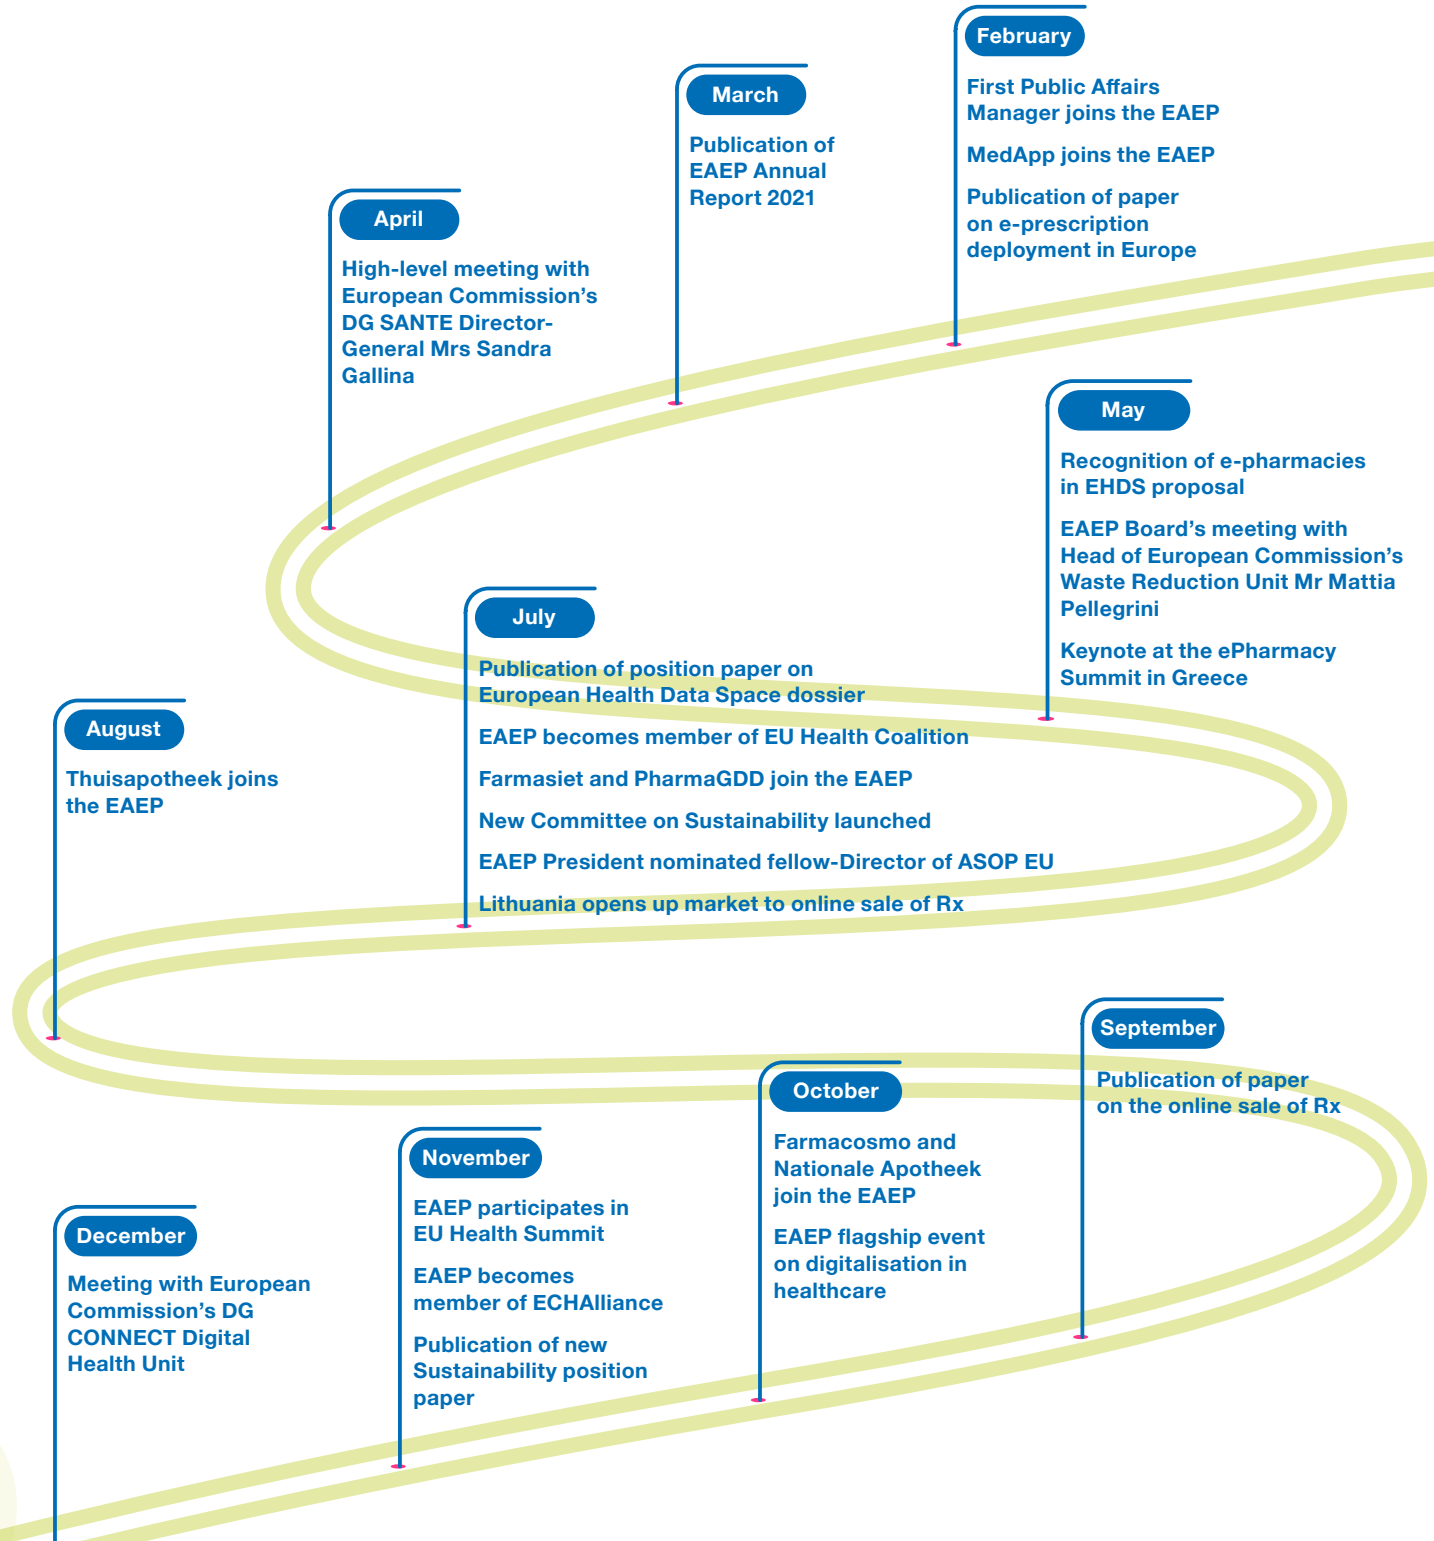 February
First Public Affairs
Manager joins the EAEP
MedApp joins the EAEP
Publication of paper
on e-prescription
deployment in Europe
March
Publication of
EAEP Annual
Report 2021
April
High-level meeting with
European Commission’s
DG SANTE Director-
General Mrs Sandra
Gallina
May
Recognition of e-pharmacies
in EHDS proposal
EAEP Board’s meeting with
Head of European Commission’s
Waste Reduction Unit Mr Mattia
Pellegrini
Keynote at the ePharmacy
Summit in Greece
July
Publication of position paper on
European Health Data Space dossier
EAEP becomes member of EU Health Coalition
Farmasiet and PharmaGDD join the EAEP
New Committee on Sustainability launched
EAEP President nominated fellow-Director of ASOP EU
Lithuania opens up market to online sale of Rx
August
Thuisapotheek joins
the EAEP
September
Publication of paper
on the online sale of Rx
October
Farmacosmo and
Nationale Apotheek
join the EAEP
EAEP flagship event
on digitalisation in
healthcare
November
EAEP participates in
EU Health Summit
EAEP becomes
member of ECHAlliance
Publication of new
Sustainability position
paper
December
Meeting with European
Commission’s DG
CONNECT Digital
Health Unit